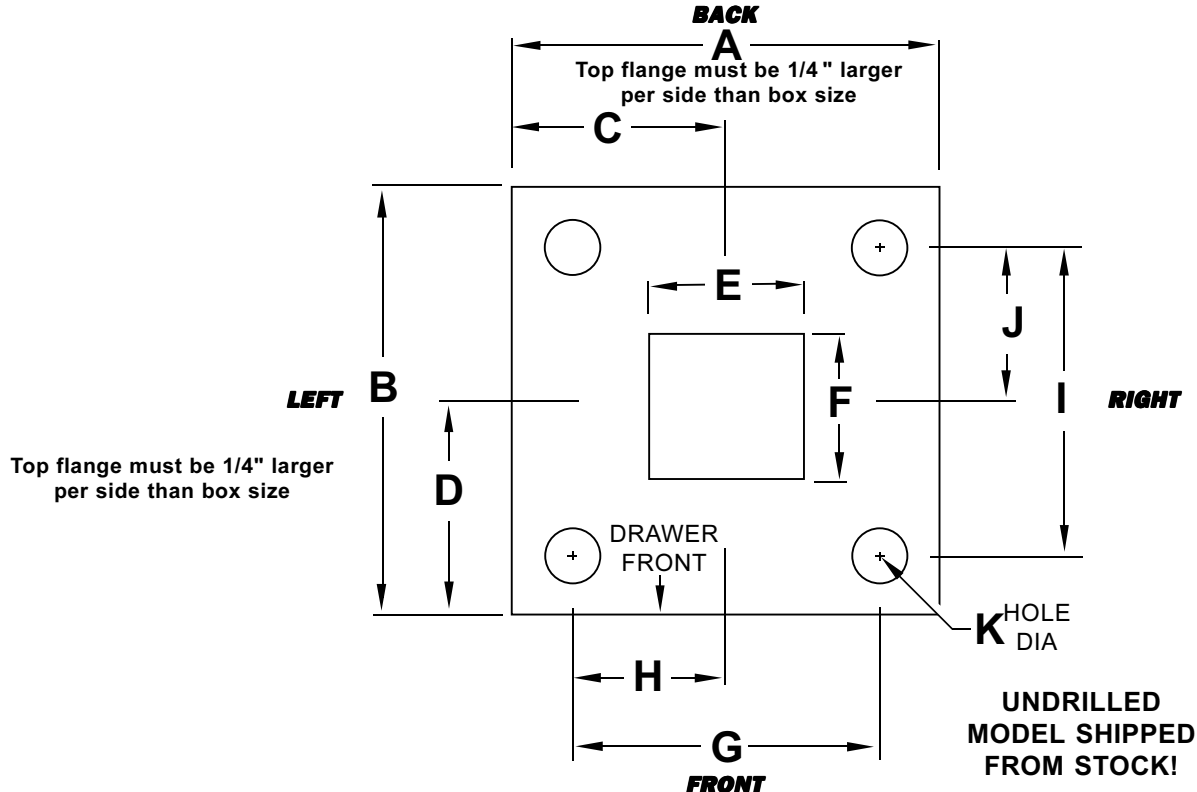 BACK
A
Top flange must be 1/4" larger
per side than box size
C
E
J
B
LEFT
F
I
RIGHT
Top flange must be 1/4" larger
per side than box size
D
DRAWER
FRONT
K
HOLE
DIA
H
G
FRONT
UNDRILLED
MODEL SHIPPED
FROM STOCK!